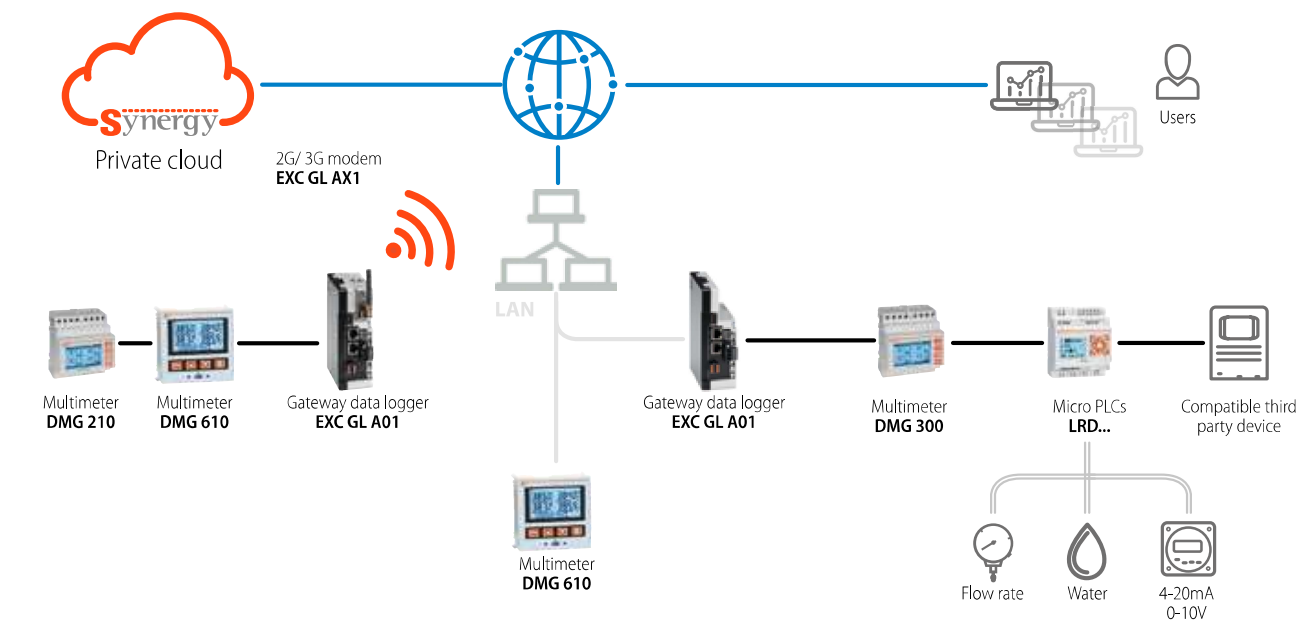 Synergy
Private cloud
2G/ 3G modem
EXC GL AX1
Users
LAN
Multimeter
DMG 210
Multimeter
DMG 610
Gateway data logger
EXC GL A01
Gateway data logger
EXC GL A01
Multimeter
DMG 300
Micro PLCs
LRD...
Compatible third
party device
Multimeter
DMG 610
Flow rate
Water
4-20mA
0-10V